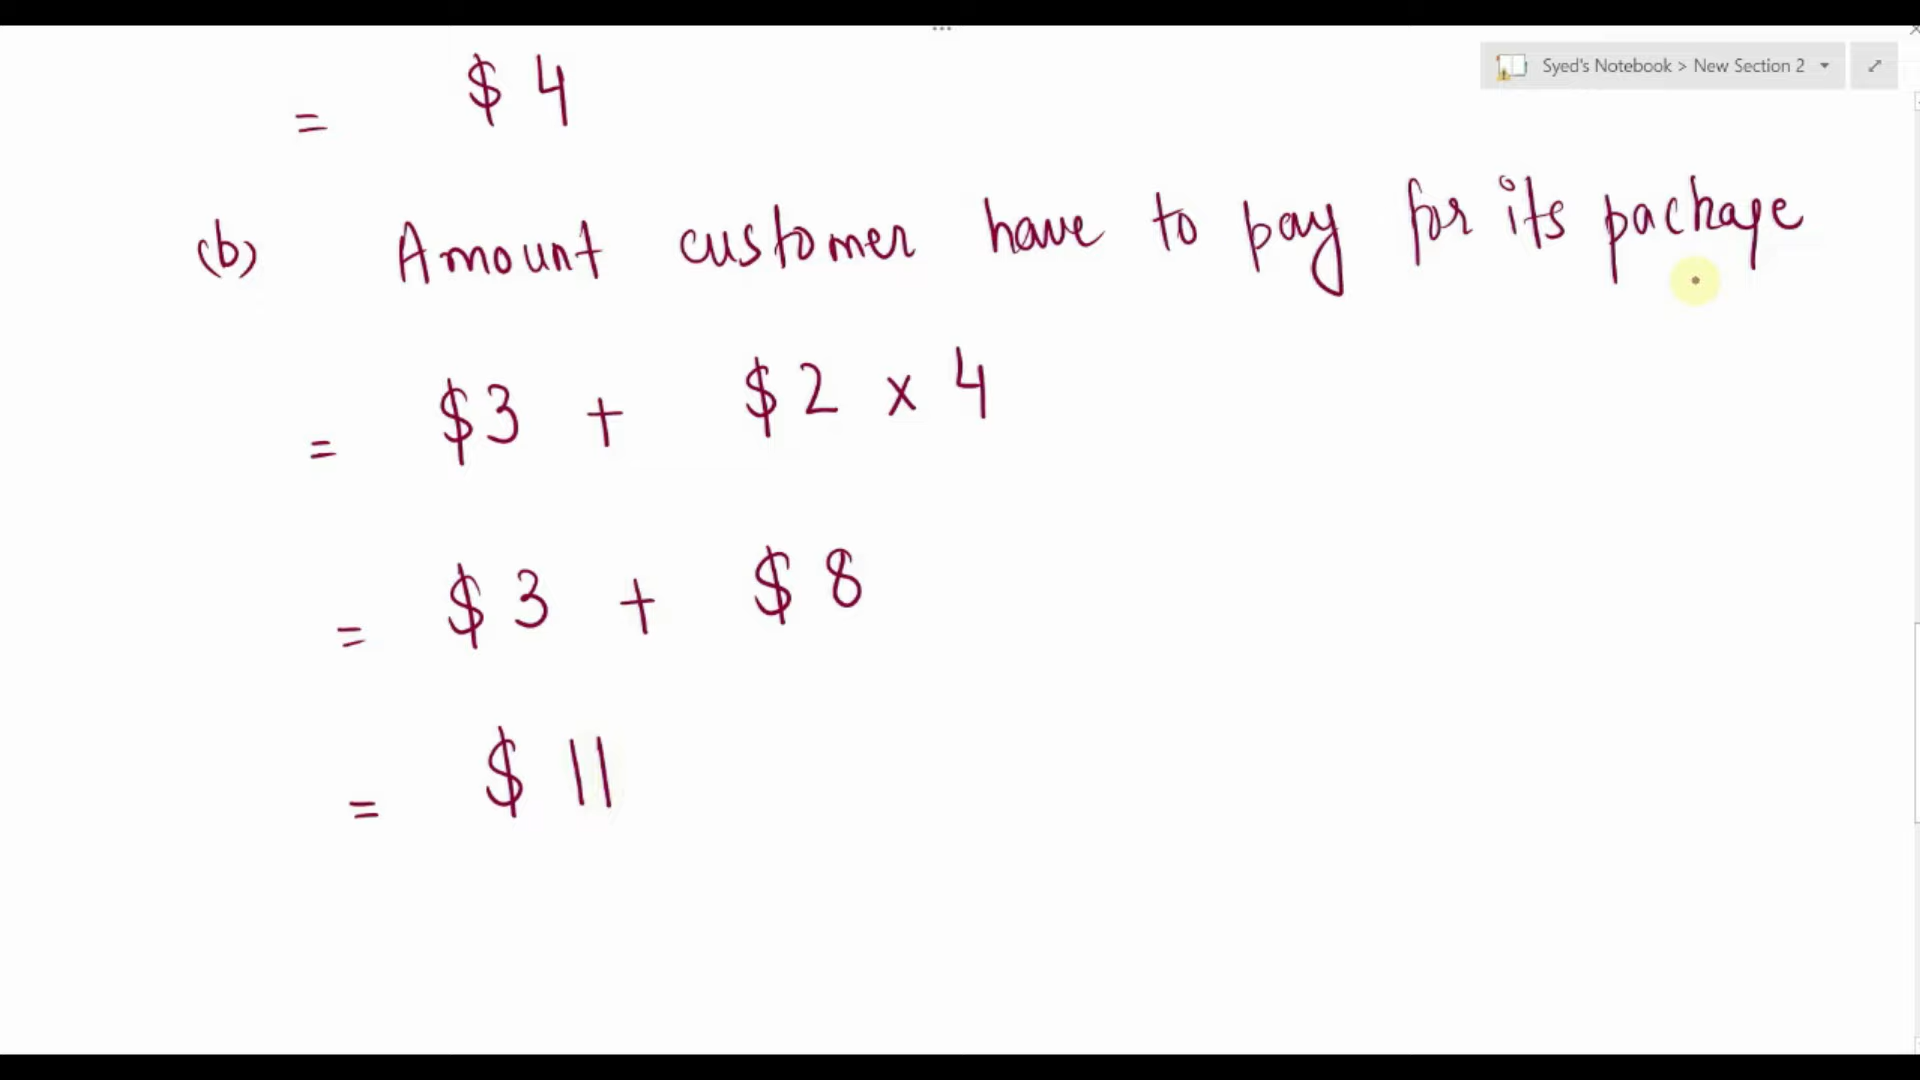 Syed's Notebook > New Section 2
= $ 4
(b) Amount customer have to pay for its package
= $3 + $2 x 4
= $3 + $ 8
= $ 11